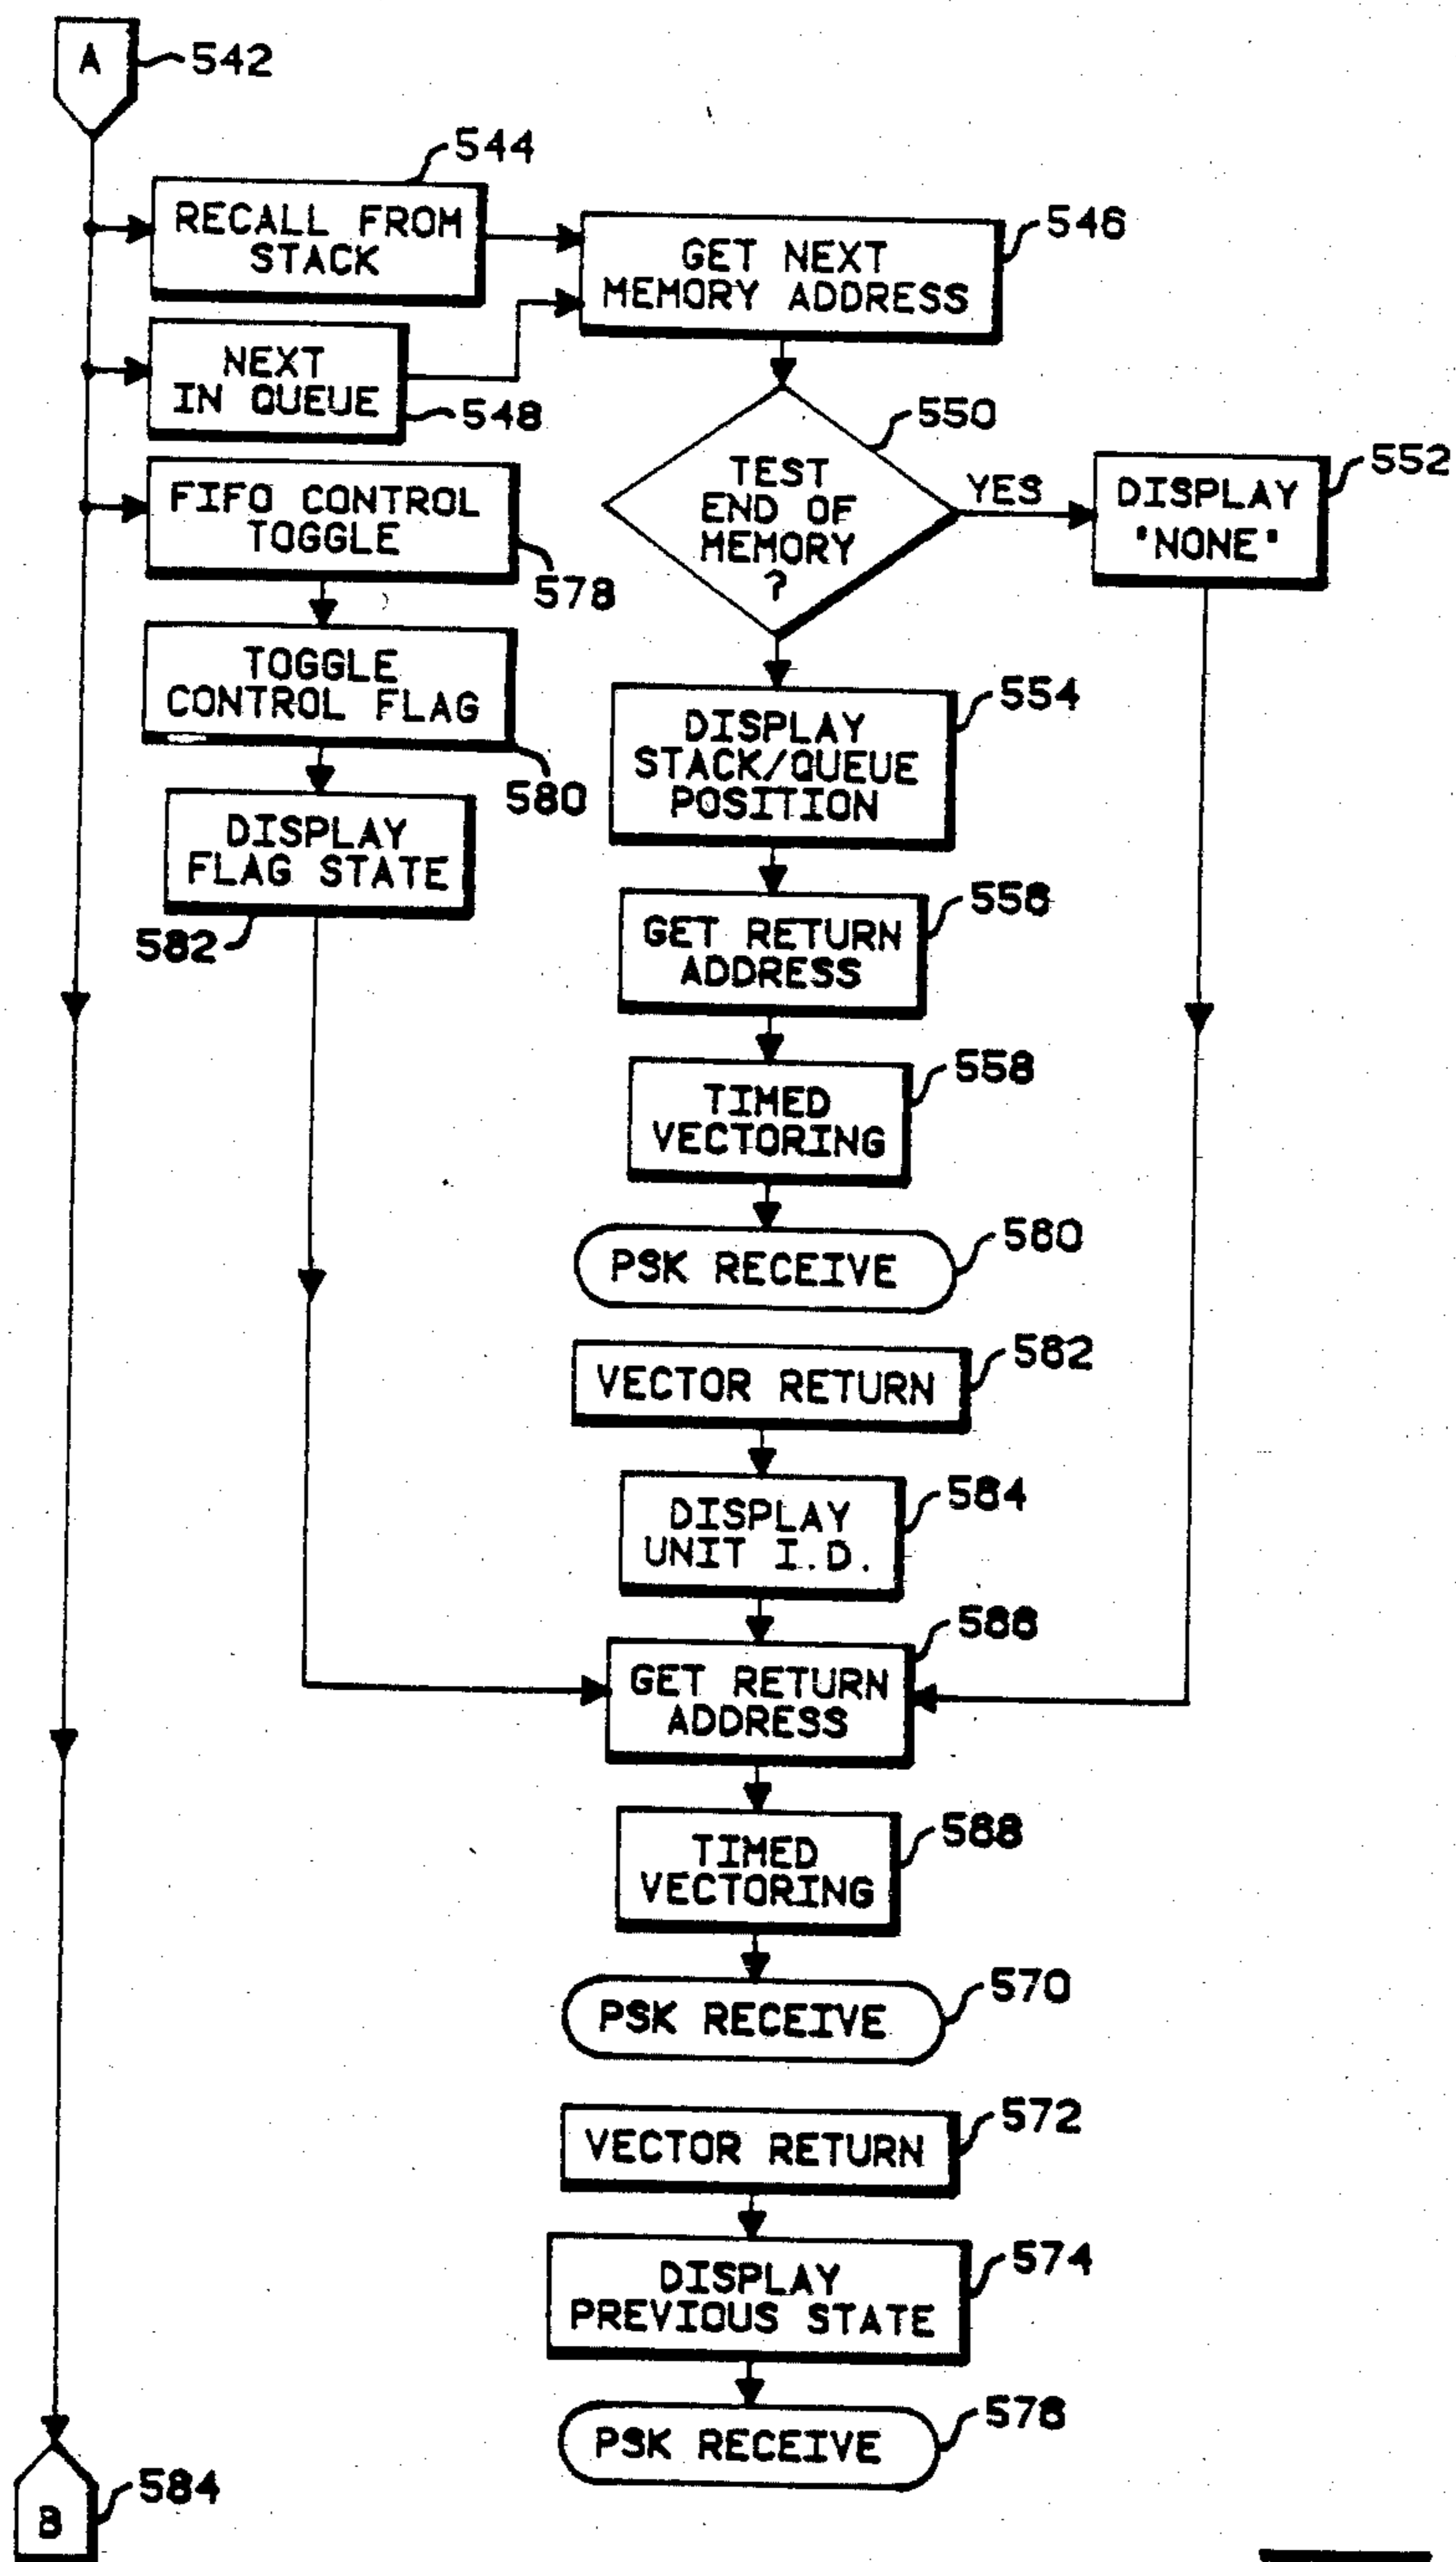 A
542
544
RECALL FROM
STACK
GET NEXT
MEMORY ADDRESS
546
NEXT
IN QUEUE
548
FIFO CONTROL
TOGGLE
578
TOGGLE
CONTROL FLAG
580
DISPLAY
FLAG STATE
582
TEST
END OF
MEMORY
?
550
YES
DISPLAY
"NONE"
552
DISPLAY
STACK/QUEUE
POSITION
554
GET RETURN
ADDRESS
556
TIMED
VECTORING
558
PSK RECEIVE
560
VECTOR RETURN
562
DISPLAY
UNIT I.D.
564
GET RETURN
ADDRESS
566
TIMED
VECTORING
568
PSK RECEIVE
570
VECTOR RETURN
572
DISPLAY
PREVIOUS STATE
574
PSK RECEIVE
576
B
584